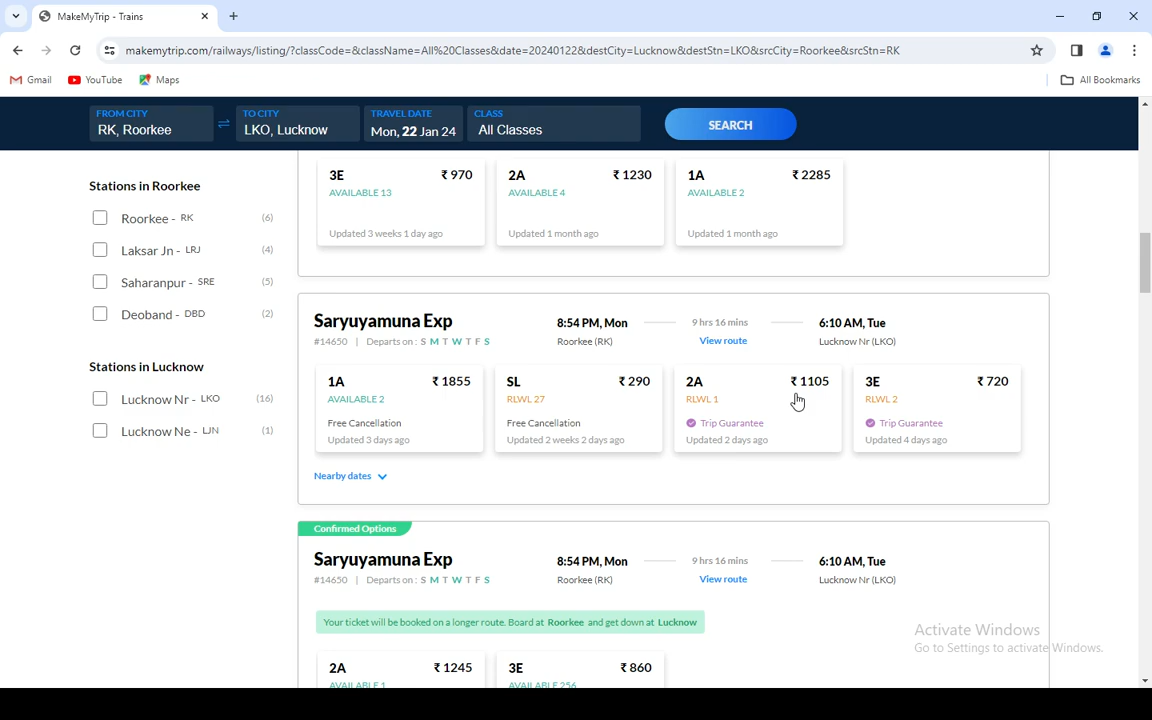 MakeMyTrip - Trains
makemytrip.com/railways/listing/?classCode=&className=All%20Classes&date=20240122&destCity=Lucknow&destStn=LKO&srcCity=Roorkee&srcStn=RK
Gmail YouTube Maps All Bookmarks
FROM CITY TO CITY TRAVEL DATE CLASS
RK, Roorkee LKO, Lucknow Mon, 22 Jan 24 All Classes SEARCH
Stations in Roorkee
Roorkee - RK (6)
Laksar Jn - LRJ (4)
Saharanpur - SRE (5)
Deoband - DBD (2)
Stations in Lucknow
Lucknow Nr - LKO (16)
Lucknow Ne - LJN (1)
3E ₹ 970 2A ₹ 1230 1A ₹ 2285
AVAILABLE 13 AVAILABLE 4 AVAILABLE 2
Updated 3 weeks 1 day ago Updated 1 month ago Updated 1 month ago
Saryuyamuna Exp 8:54 PM, Mon 9 hrs 16 mins 6:10 AM, Tue
#14650 | Departs on : S M T W T F S Roorkee (RK) View route Lucknow Nr (LKO)
1A ₹ 1855 SL ₹ 290 2A ₹ 1105 3E ₹ 720
AVAILABLE 2 RLWL 27 RLWL 1 RLWL 2
Free Cancellation Free Cancellation Trip Guarantee Trip Guarantee
Updated 3 days ago Updated 2 weeks 2 days ago Updated 2 days ago Updated 4 days ago
Nearby dates
Confirmed Options
Saryuyamuna Exp 8:54 PM, Mon 9 hrs 16 mins 6:10 AM, Tue
#14650 | Departs on : S M T W T F S Roorkee (RK) View route Lucknow Nr (LKO)
Your ticket will be booked on a longer route. Board at Roorkee and get down at Lucknow
2A ₹ 1245 3E ₹ 860
AVAILABLE 1 AVAILABLE 256
Activate Windows
Go to Settings to activate Windows.